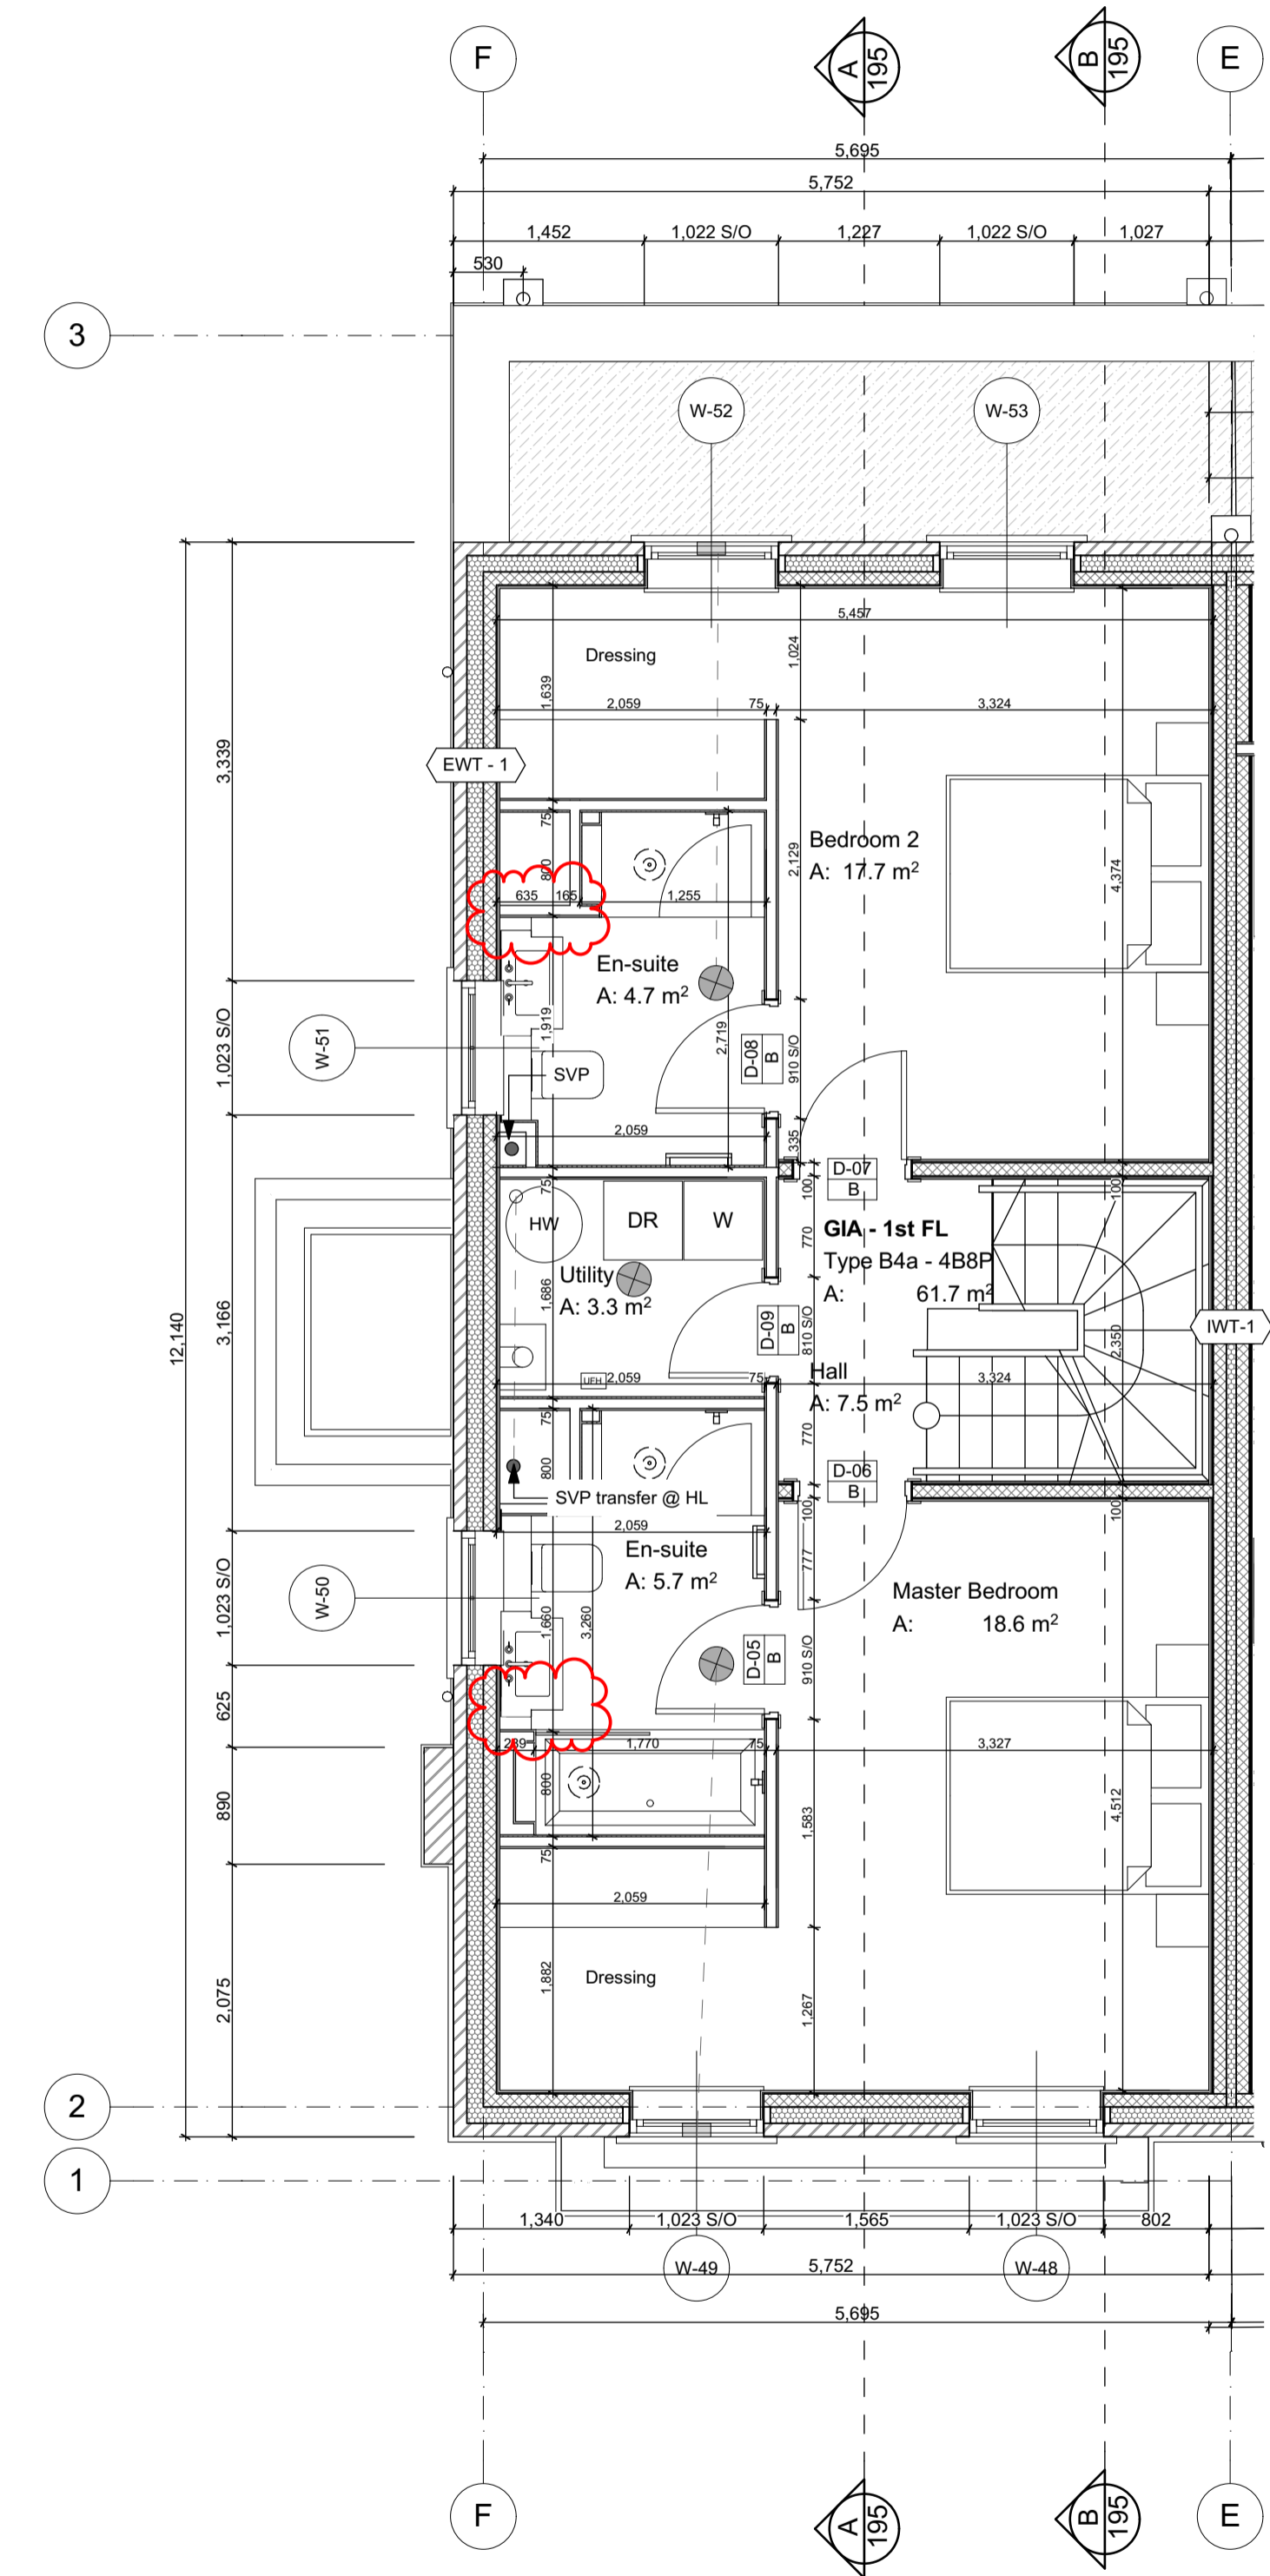 F
A
195
B
195
E
5,695
5,752
1,452
1,022 S/O
1,227
1,022 S/O
1,027
530
3
W-52
W-53
5,457
Dressing
1,024
1,639
2,059
75
3,324
3,339
EWT - 1
75
800
Bedroom 2
A: 17.7 m²
2,129
4,374
635
165
1,255
En-suite
A: 4.7 m²
1,023 S/O
W-51
1,919
2,719
D-08
B
910 S/O
SVP
2,059
335
75
D-07
B
100
100
HW
DR
W
770
GIA - 1st FL
Type B4a - 4B8P
A: 61.7 m²
Utility
A: 3.3 m²
1,686
12,140
3,166
D-09
B
810 S/O
2,350
IWT-1
UFH
2,059
75
Hall
A: 7.5 m²
3,324
75
770
800
D-06
B
SVP transfer @ HL
100
100
2,059
En-suite
A: 5.7 m²
777
1,023 S/O
W-50
Master Bedroom
A: 18.6 m²
1,660
3,260
D-05
B
910 S/O
625
239
1,770
75
3,327
800
890
1,583
4,512
75
2,059
1,882
Dressing
1,267
2,075
2
1
1,340
1,023 S/O
1,565
1,023 S/O
802
W-49
5,752
W-48
5,695
F
A
195
B
195
E